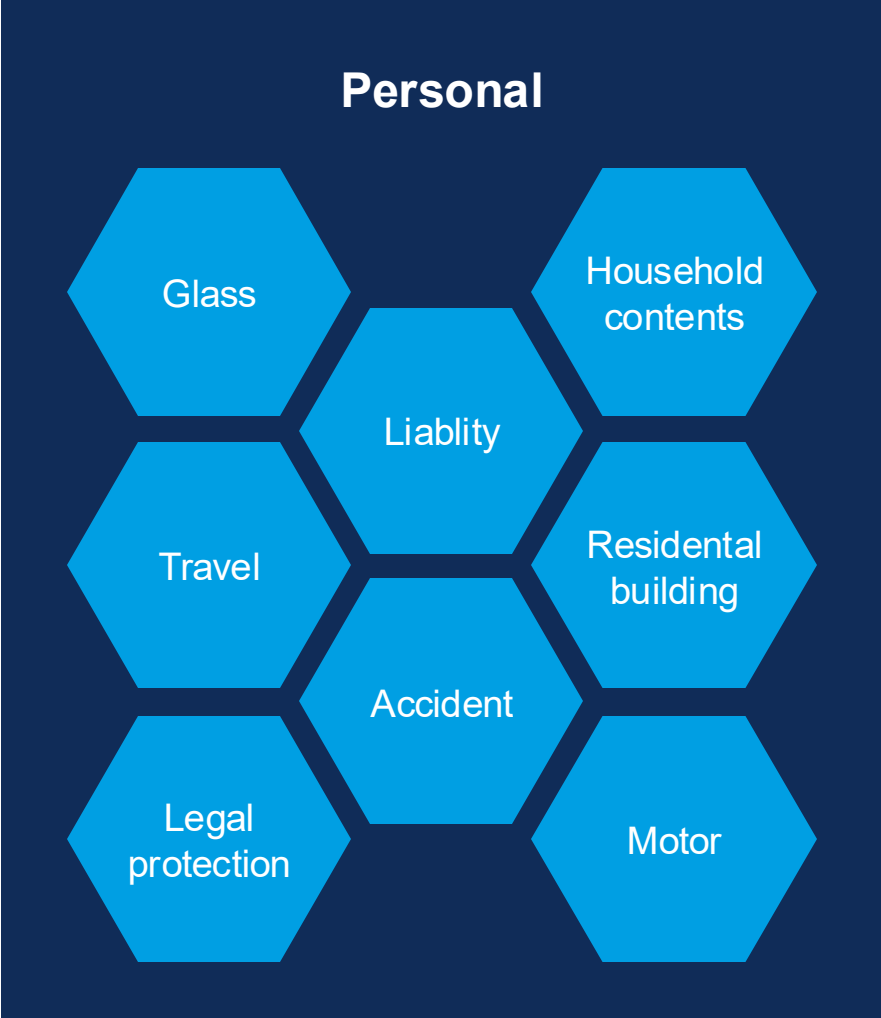 Personal
Glass
Household
contents
Liablity
Travel
Residental
building
Accident
Legal
protection
Motor